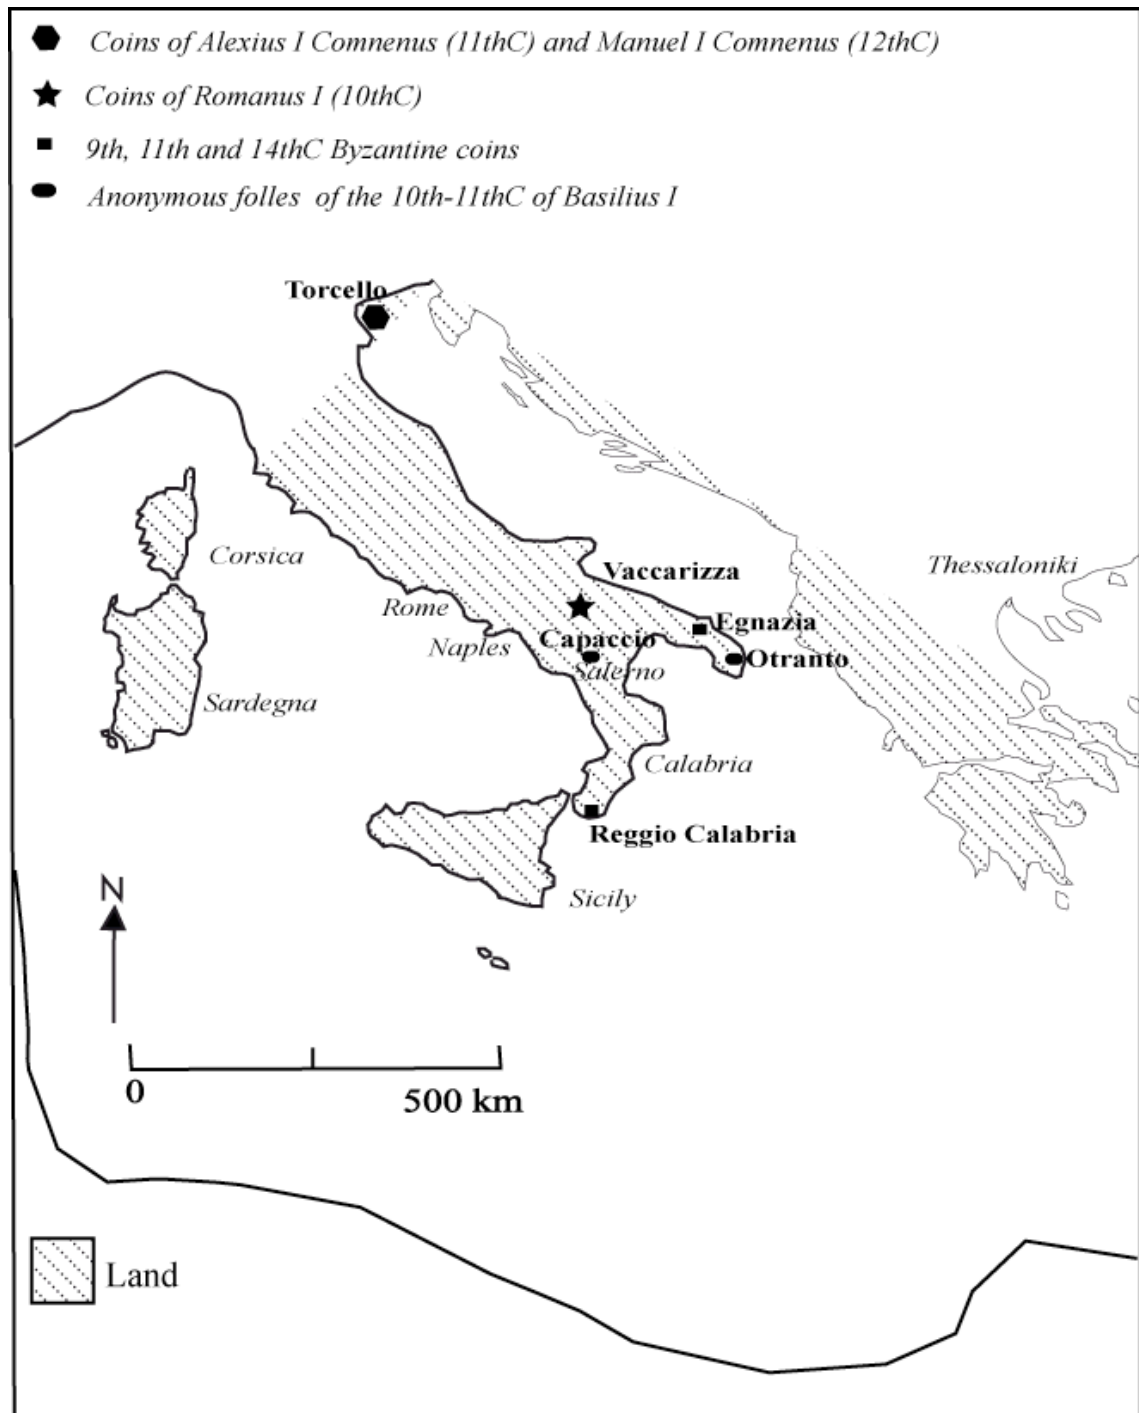 Coins of Alexius I Comnenus (11thC) and Manuel I Comnenus (12thC)
Coins of Romanus I (10thC)
9th, 11th and 14thC Byzantine coins
Anonymous folles of the 10th-11thC of Basilius I
Torcello
Corsica
Thessaloniki
Vaccarizza
Rome
Egnazia
Naples
Capaccio
Otranto
Salerno
Sardegna
Calabria
Reggio Calabria
Sicily
N
0
500 km
Land